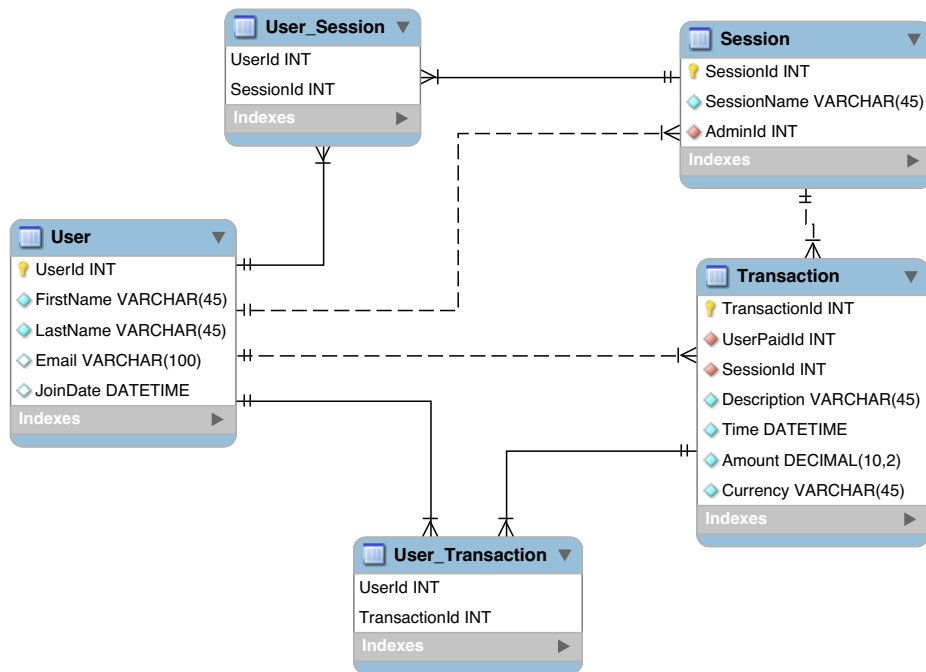 User_Session
UserId INT
SessionId INT
Indexes
Session
SessionId INT
SessionName VARCHAR(45)
AdminId INT
Indexes
User
UserId INT
FirstName VARCHAR(45)
LastName VARCHAR(45)
Email VARCHAR(100)
JoinDate DATETIME
Indexes
Transaction
TransactionId INT
UserPaidId INT
SessionId INT
Description VARCHAR(45)
Time DATETIME
Amount DECIMAL(10,2)
Currency VARCHAR(45)
Indexes
User_Transaction
UserId INT
TransactionId INT
Indexes